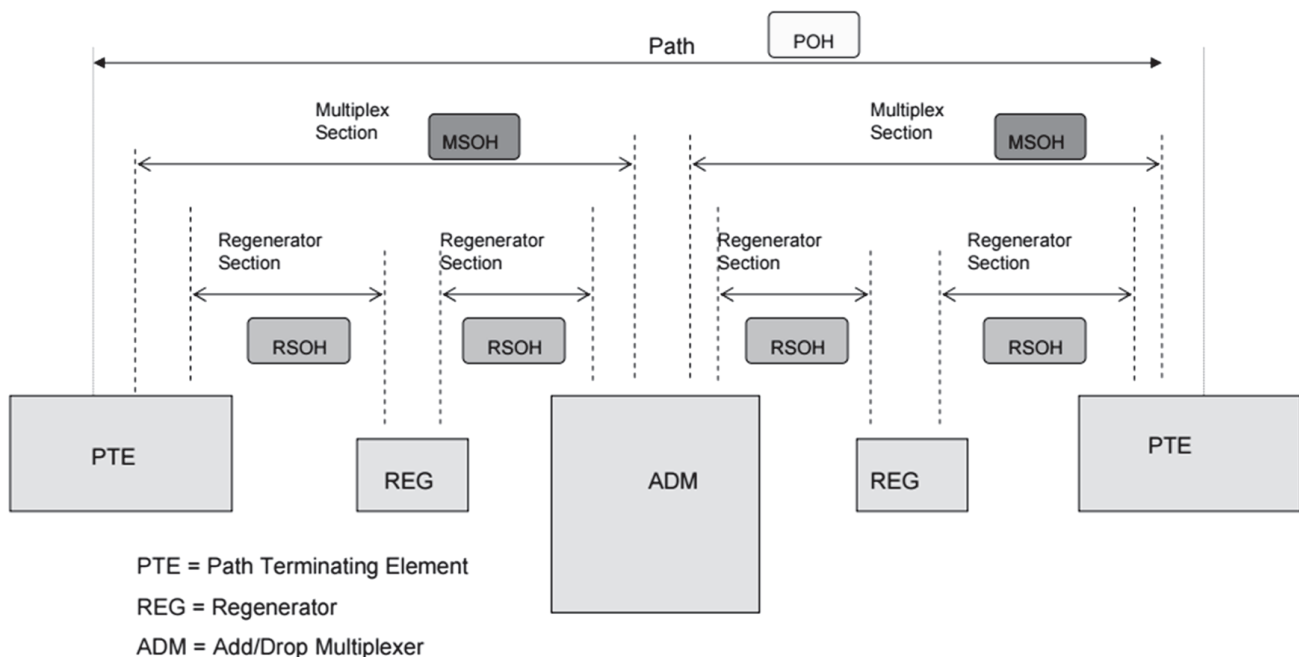 POH
Path
Multiplex
Section
MSOH
Multiplex
Section
MSOH
Regenerator
Section
Regenerator
Section
Regenerator
Section
Regenerator
Section
RSOH
RSOH
RSOH
RSOH
PTE
REG
ADM
REG
PTE
PTE = Path Terminating Element
REG = Regenerator
ADM = Add/Drop Multiplexer